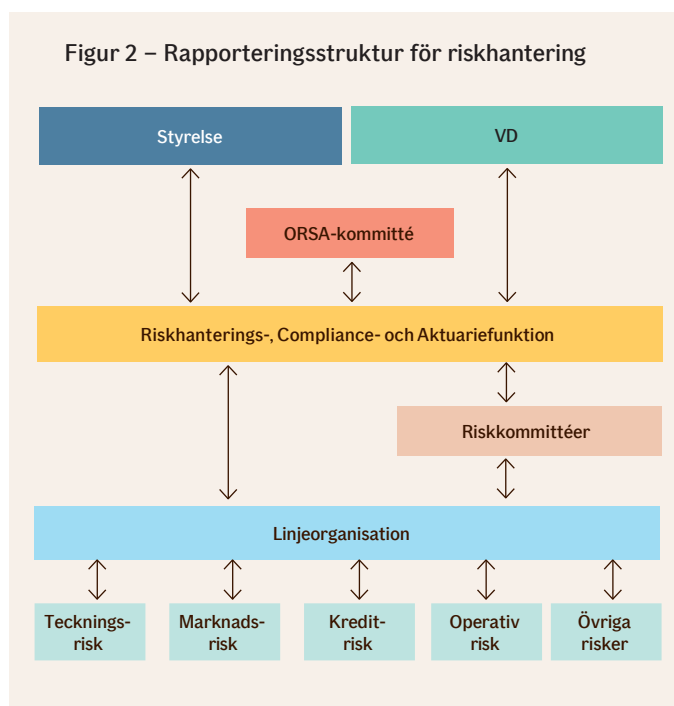 Figur 2 – Rapporteringsstruktur för riskhantering
Styrelse
VD
ORSA-kommitté
Riskhanterings-, Compliance- och Aktuariefunktion
Riskkommittéer
Linjeorganisation
Tecknings-
risk
Marknads-
risk
Kredit-
risk
Operativ
risk
Övriga
risker